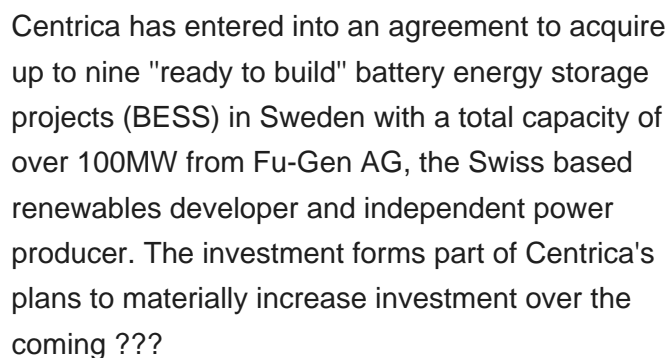 Centrica has entered into an agreement to acquire
up to nine "ready to build" battery energy storage
projects (BESS) in Sweden with a total capacity of
over 100MW from Fu-Gen AG, the Swiss based
renewables developer and independent power
producer. The investment forms part of Centrica's
plans to materially increase investment over the
coming ???